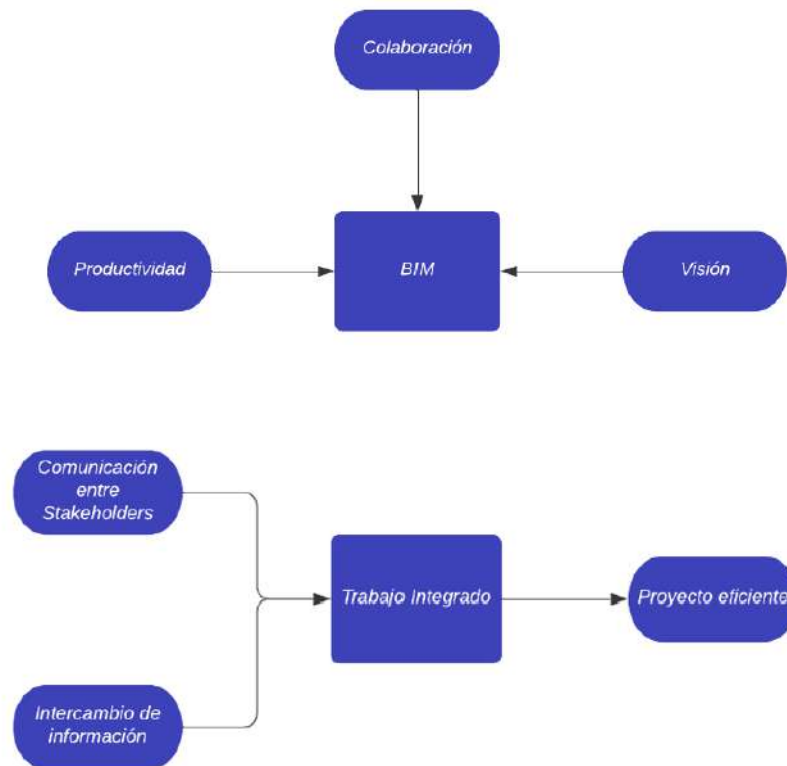 Colaboración
Productividad
BIM
Visión
Comunicación
entre
Stakeholders
Trabajo Integrado
Proyecto eficiente
Intercambio de
información